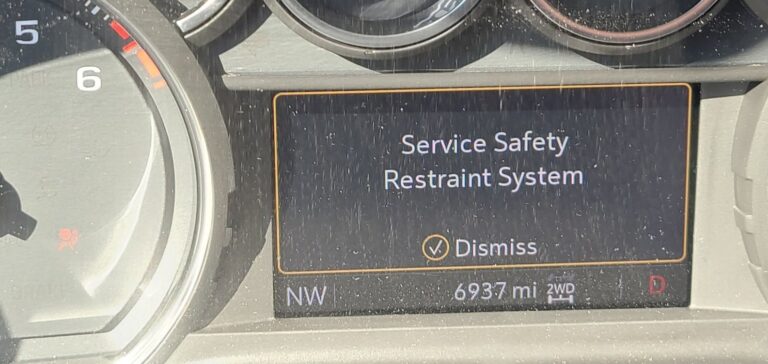 5
6
Service Safety
Restraint System
Dismiss
NW
6937 mi 2WD
D